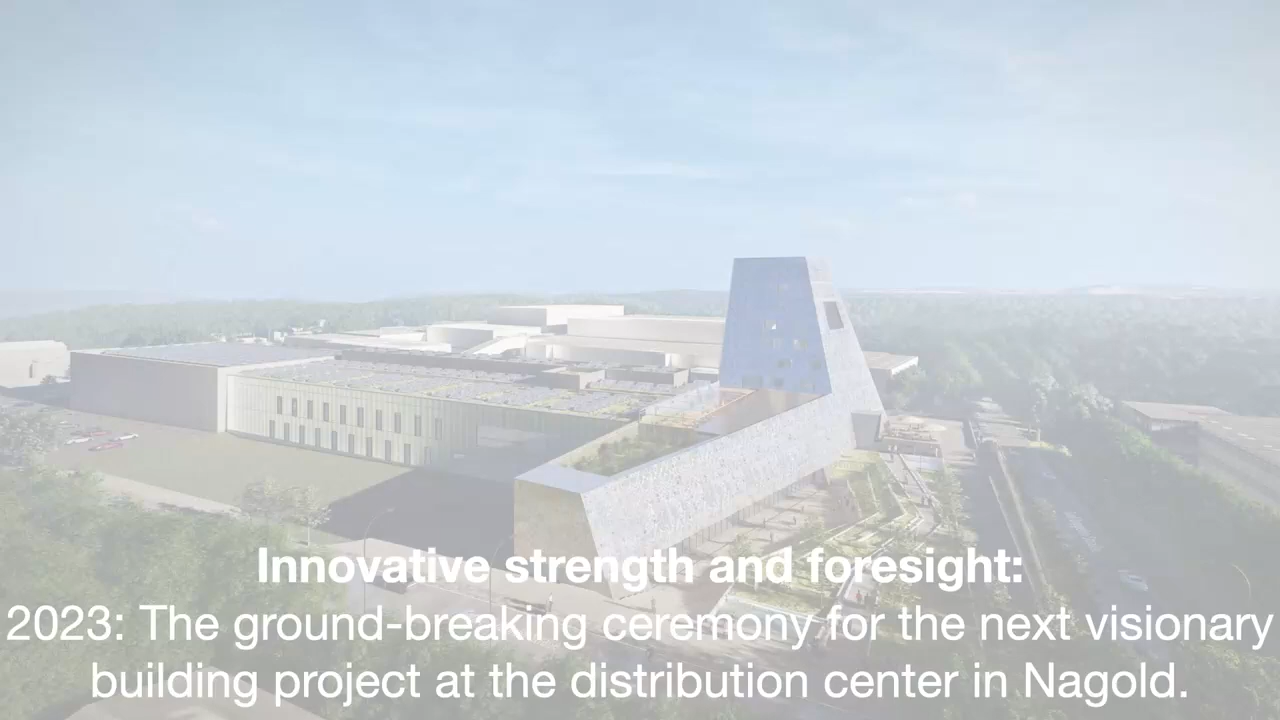 Innovative strength and foresight:
2023: The ground-breaking ceremony for the next visionary
building project at the distribution center in Nagold.